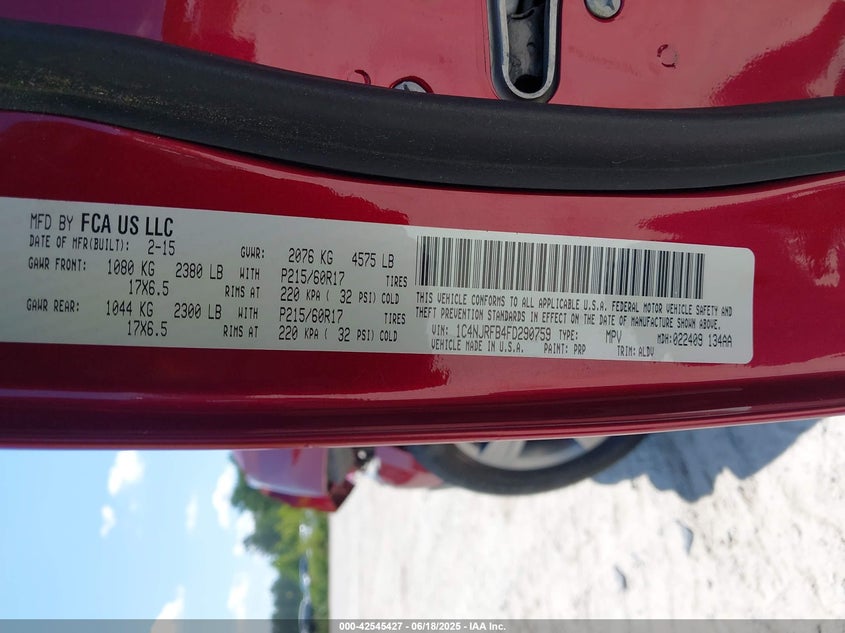 MFD BY FCA US LLC
DATE OF MFR(BUILT): 2-15 GVWR: 2076 KG 4575 LB
GAWR FRONT: 1080 KG 2380 LB WITH P215/60R17 TIRES
17X6.5 RIMS AT 220 KPA ( 32 PSI) COLD
GAWR REAR: 1044 KG 2300 LB WITH P215/60R17 TIRES
17X6.5 RIMS AT 220 KPA ( 32 PSI) COLD
THIS VEHICLE CONFORMS TO ALL APPLICABLE U.S.A. FEDERAL MOTOR VEHICLE SAFETY AND
THEFT PREVENTION STANDARDS IN EFFECT ON THE DATE OF MANUFACTURE SHOWN ABOVE.
VIN: 1C4NJRFB4FD290759 TYPE: MPV MDH:022409 134AA
VEHICLE MADE IN U.S.A. PAINT: PRP TRIM: ALDV
000-42545427 - 06/18/2025 - IAA Inc.